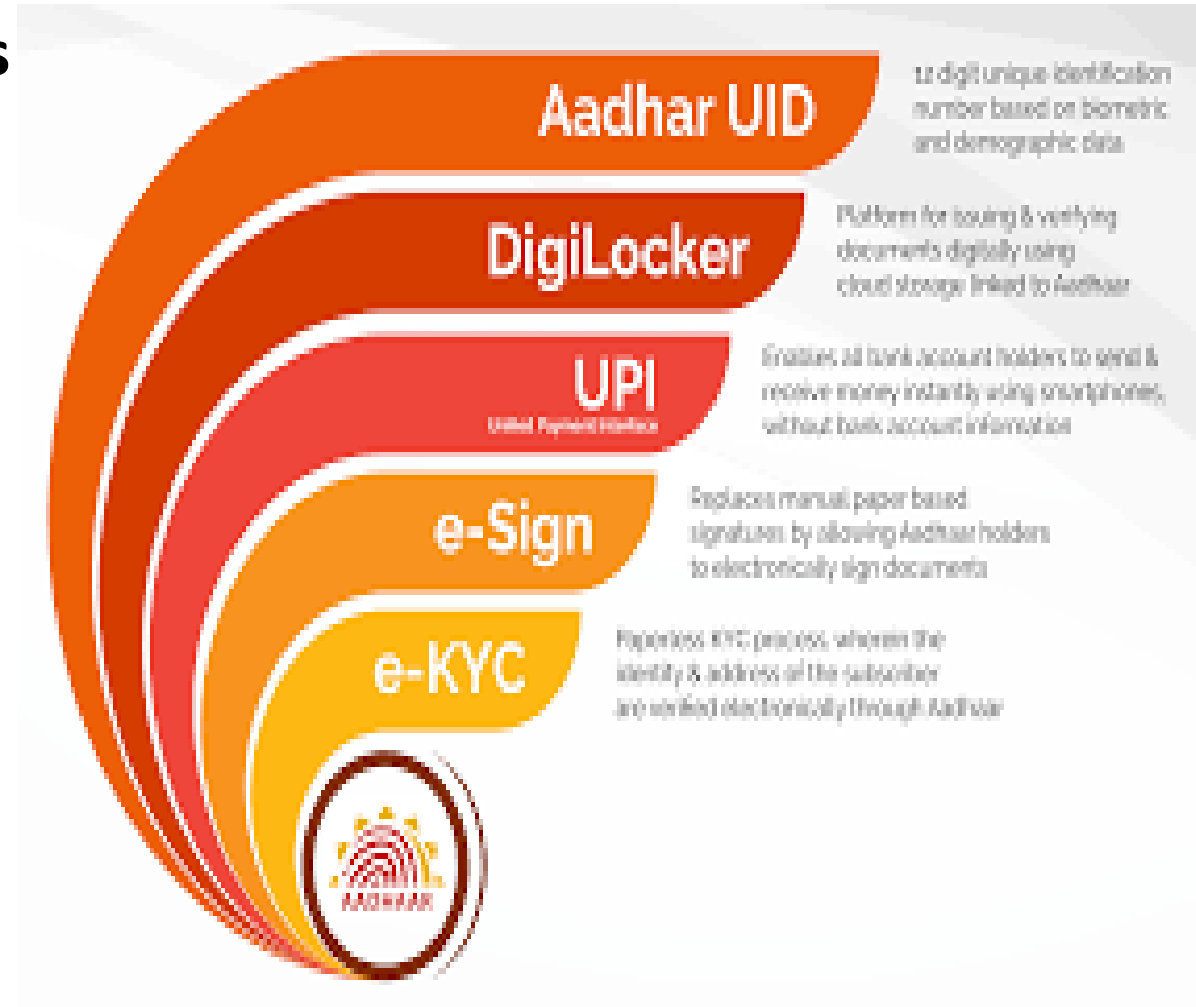 s
Aadhar UID
12 digit unique identification
number based on biometric
and demographic data
DigiLocker
Platform for issuing & verifying
documents digitally using
cloud storage linked to Aadhaar
UPI
Unified Payment Interface
Enables all bank account holders to send &
receive money instantly using smartphones,
without bank account information
e-Sign
Replaces manual paper based
signatures by allowing Aadhaar holders
to electronically sign documents
e-KYC
Paperless KYC process, wherein the
identity & address of the subscriber
are verified electronically through Aadhaar
AADHAAR